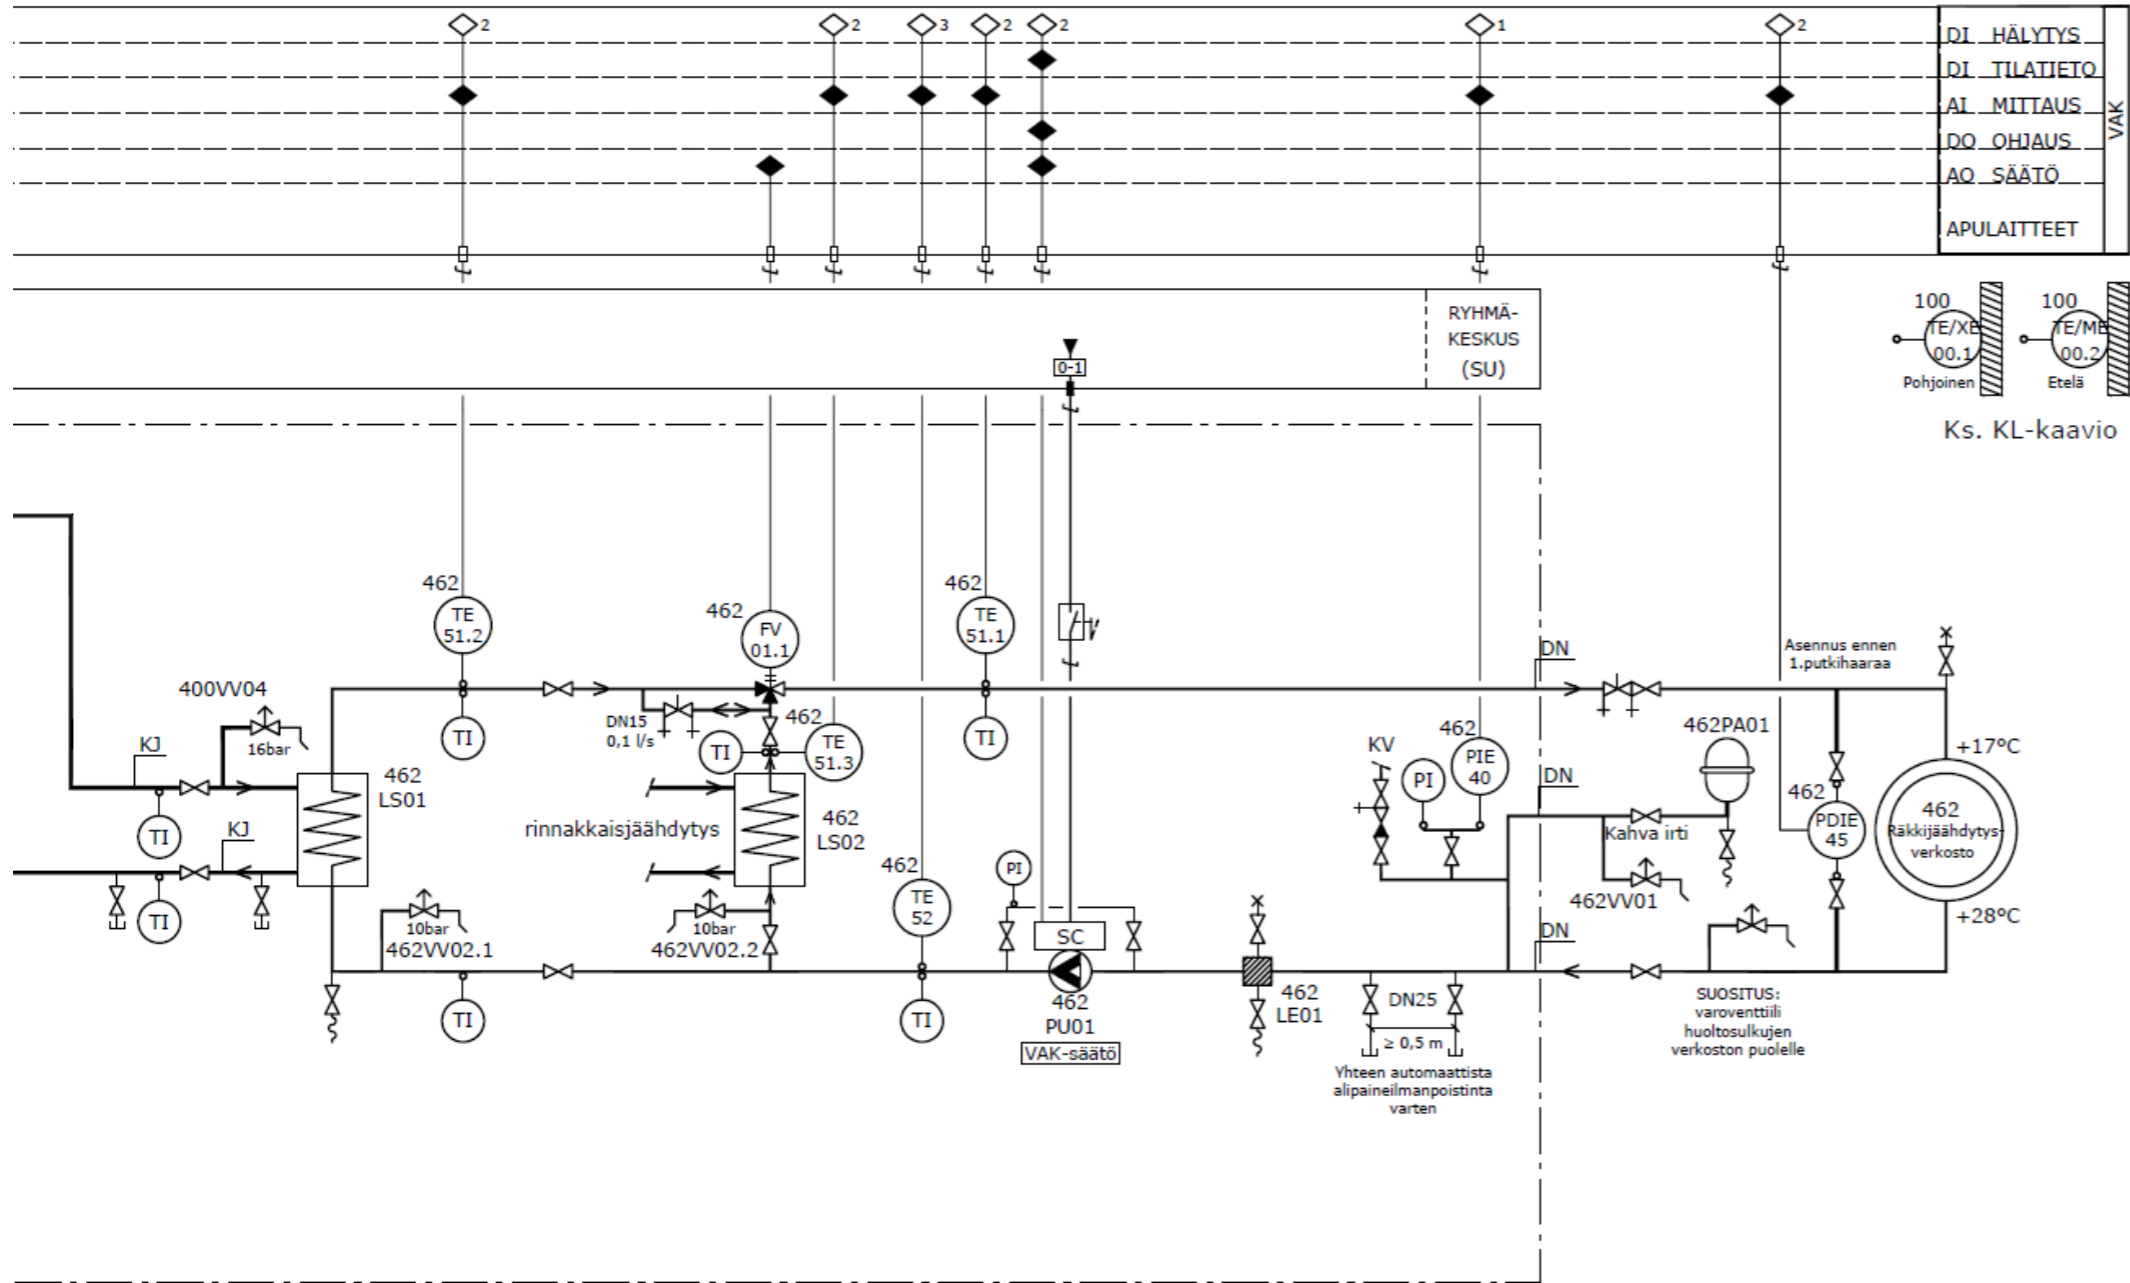 2
2
3
2
2
1
2
DI HÄLYTYS
DI TILATIETO
AI MITTAUS
DO OHJAUS
AO SÄÄTÖ
APULAITTEET
VAK
RYHMÄ-
KESKUS
(SU)
0-1
100
TE/XE
00.1
Pohjoinen
100
TE/ME
00.2
Etelä
Ks. KL-kaavio
462
TE
51.2
TI
462
FV
01.1
462
TE
51.1
TI
DN
Asennus ennen
1.putkihaaraa
400VV04
16bar
KJ
TI
KJ
TI
462
LS01
DN15
0,1 l/s
TI
462
TE
51.3
rinnakkaisjäähdytys
462
LS02
KV
PI
462
PIE
40
DN
462PA01
Kahva irti
462VV01
462
PDIE
45
+17°C
462
Räkkijäähdytys-
verkosto
+28°C
10bar
462VV02.1
TI
10bar
462VV02.2
462
TE
52
TI
PI
SC
462
PU01
VAK-säätö
462
LE01
DN25
≥ 0,5 m
Yhteen automaattista
alipaineilmanpoistinta
varten
DN
SUOSITUS:
varoventtiili
huoltosulkujen
verkoston puolelle